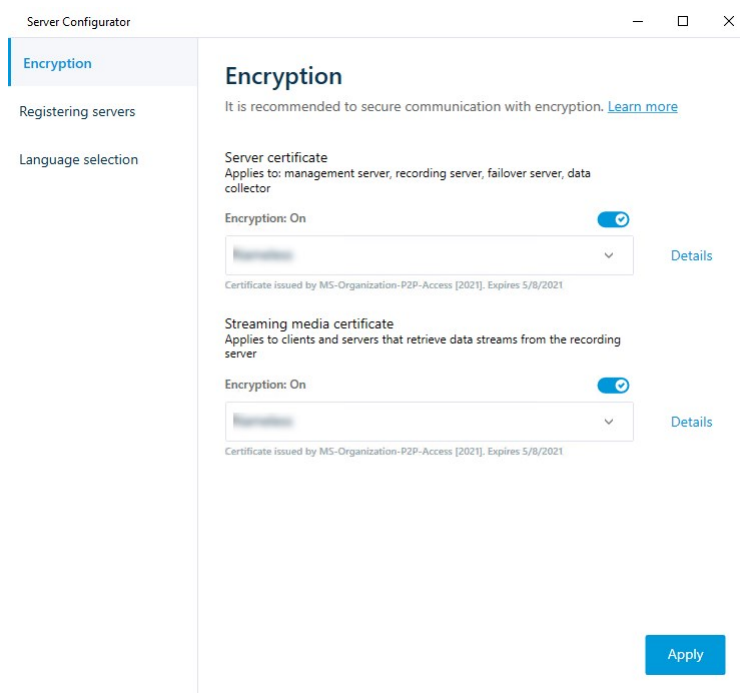 Server Configurator
Encryption
Registering servers
Language selection
Encryption
It is recommended to secure communication with encryption. Learn more
Server certificate
Applies to: management server, recording server, failover server, data
collector
Encryption: On
Details
Certificate issued by MS-Organization-P2P-Access [2021]. Expires 5/8/2021
Streaming media certificate
Applies to clients and servers that retrieve data streams from the recording
server
Encryption: On
Details
Certificate issued by MS-Organization-P2P-Access [2021]. Expires 5/8/2021
Apply